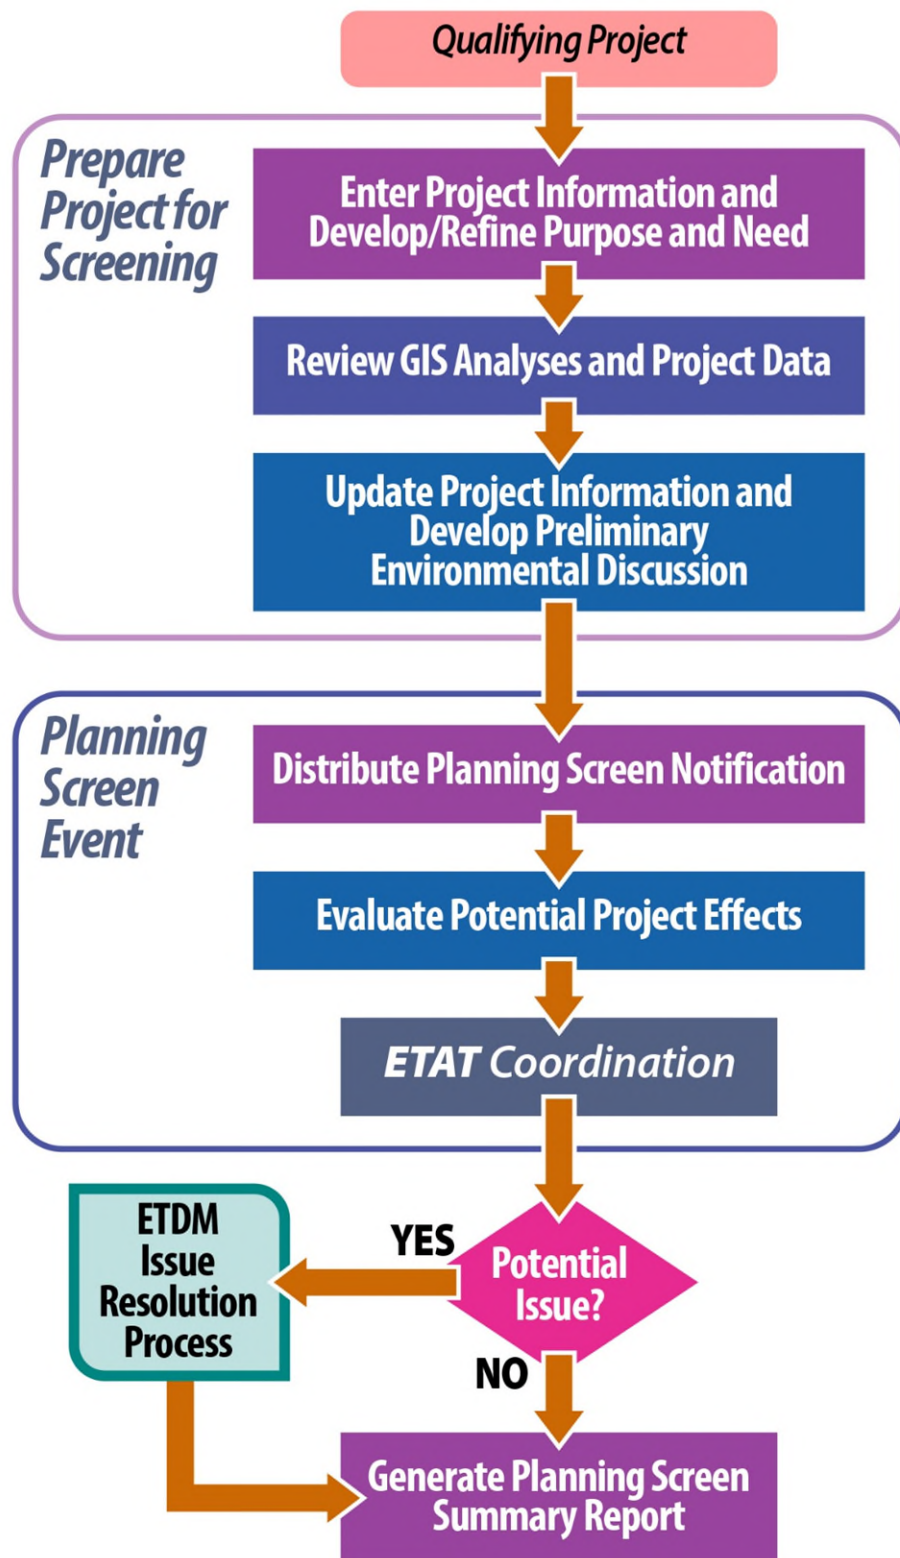 Qualifying Project
Prepare
Project for
Screening
Enter Project Information and
Develop/Refine Purpose and Need
Review GIS Analyses and Project Data
Update Project Information and
Develop Preliminary
Environmental Discussion
Planning
Screen
Event
Distribute Planning Screen Notification
Evaluate Potential Project Effects
ETAT Coordination
Potential
Issue?
YES
ETDM
Issue
Resolution
Process
NO
Generate Planning Screen
Summary Report